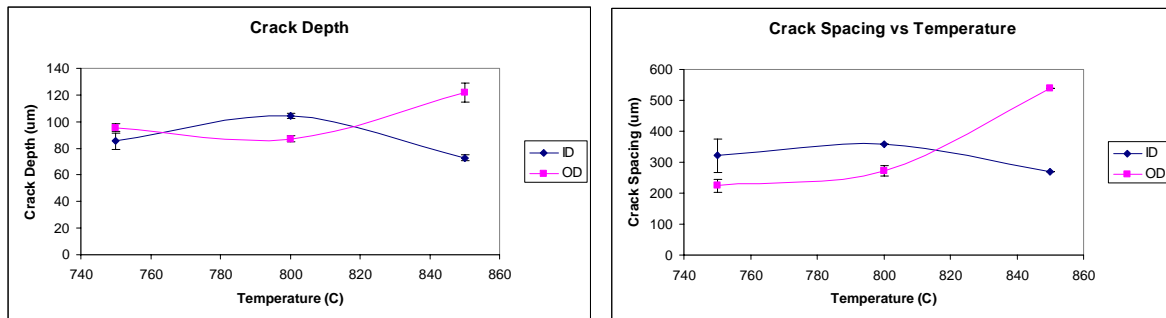 Crack Depth
140
120
100
80
60
40
20
0
740 760 780 800 820 840 860
Crack Depth (um)
Temperature (C)
ID
OD
Crack Spacing vs Temperature
600
500
400
300
200
100
0
740 760 780 800 820 840 860
Crack Spacing (um)
Temperature (C)
ID
OD